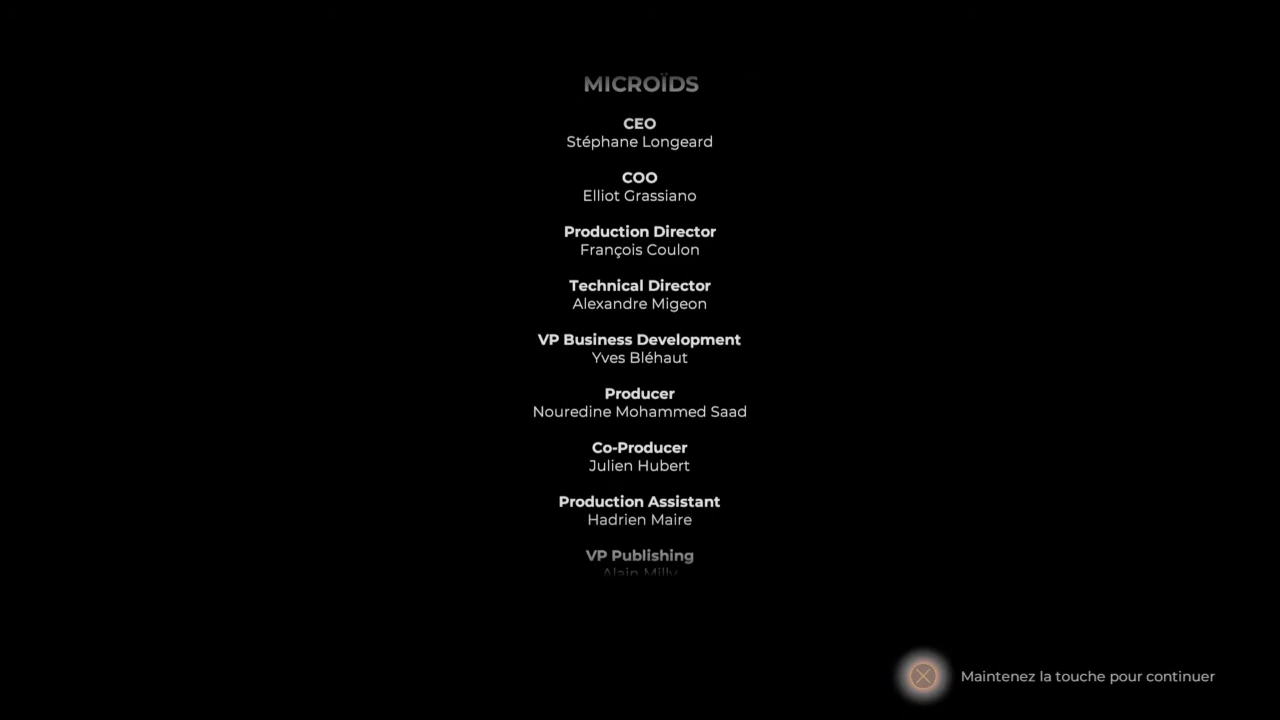 MICROÏDS
CEO
Stéphane Longeard
COO
Elliot Grassiano
Production Director
François Coulon
Technical Director
Alexandre Migeon
VP Business Development
Yves Bléhaut
Producer
Nouredine Mohammed Saad
Co-Producer
Julien Hubert
Production Assistant
Hadrien Maire
VP Publishing
Alain Milly
Maintenez la touche pour continuer